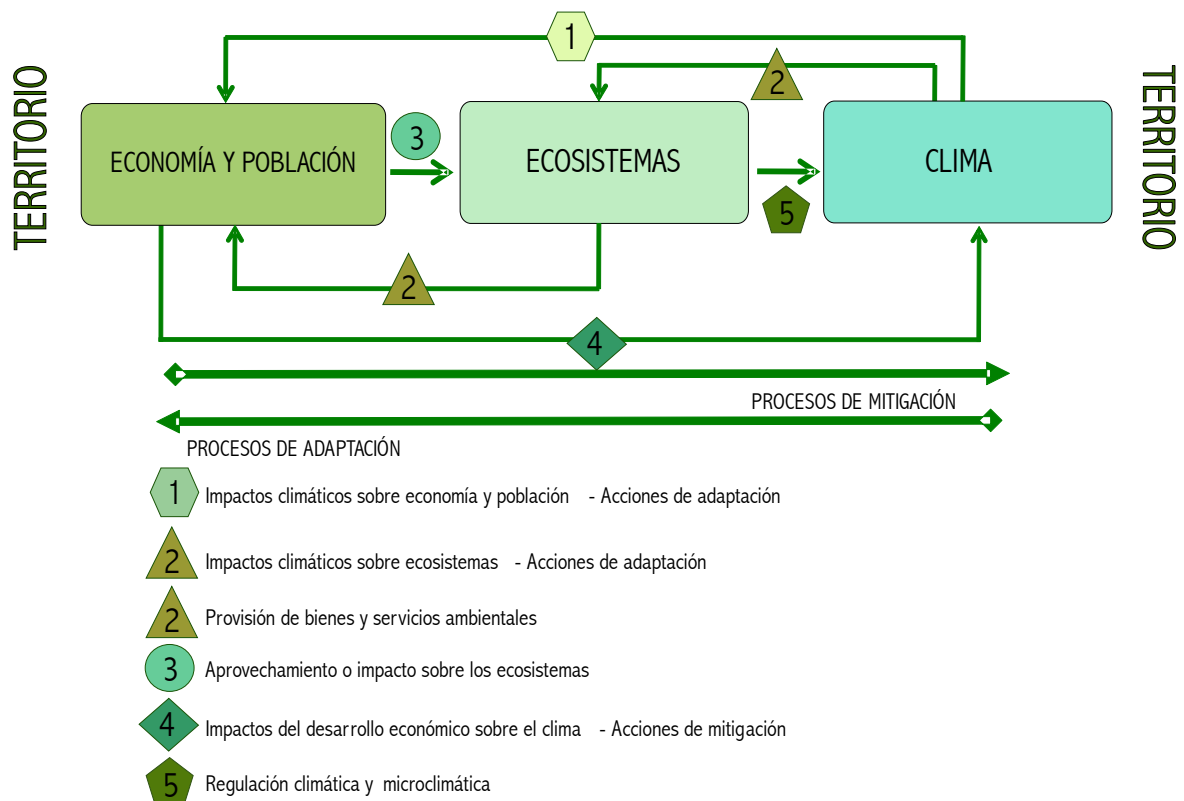 1
2
TERRITORIO
TERRITORIO
ECONOMÍA Y POBLACIÓN
3
ECOSISTEMAS
5
CLIMA
2
4
PROCESOS DE MITIGACIÓN
PROCESOS DE ADAPTACIÓN
1 Impactos climáticos sobre economía y población - Acciones de adaptación
2 Impactos climáticos sobre ecosistemas - Acciones de adaptación
2 Provisión de bienes y servicios ambientales
3 Aprovechamiento o impacto sobre los ecosistemas
4 Impactos del desarrollo económico sobre el clima - Acciones de mitigación
5 Regulación climática y microclimática